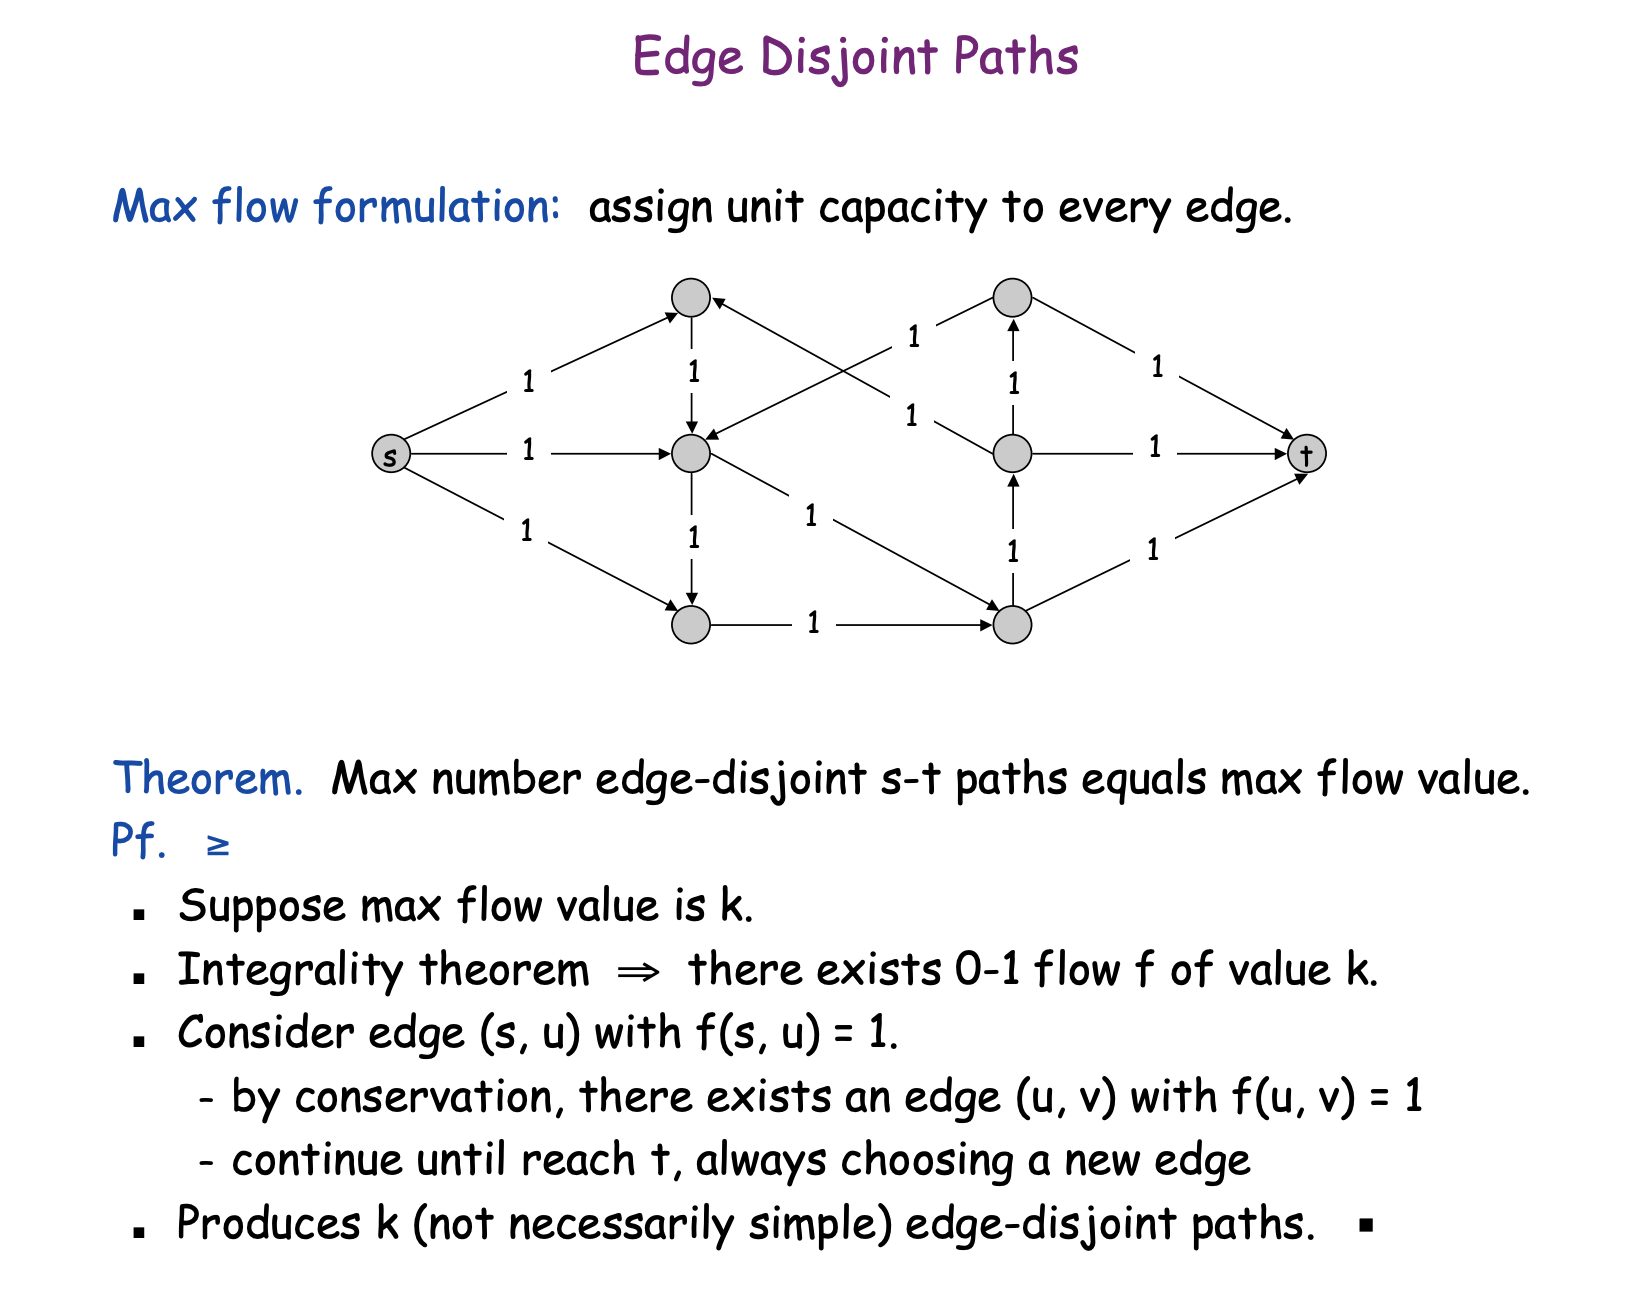 Edge Disjoint Paths
Max flow formulation: assign unit capacity to every edge.
1
1
1
1
1
1
1
s
1
1
t
1
1
1
1
1
Theorem. Max number edge-disjoint s-t paths equals max flow value.
Pf. ≥
▪ Suppose max flow value is k.
▪ Integrality theorem ⇒ there exists 0-1 flow f of value k.
▪ Consider edge (s, u) with f(s, u) = 1.
- by conservation, there exists an edge (u, v) with f(u, v) = 1
- continue until reach t, always choosing a new edge
▪ Produces k (not necessarily simple) edge-disjoint paths. ▪